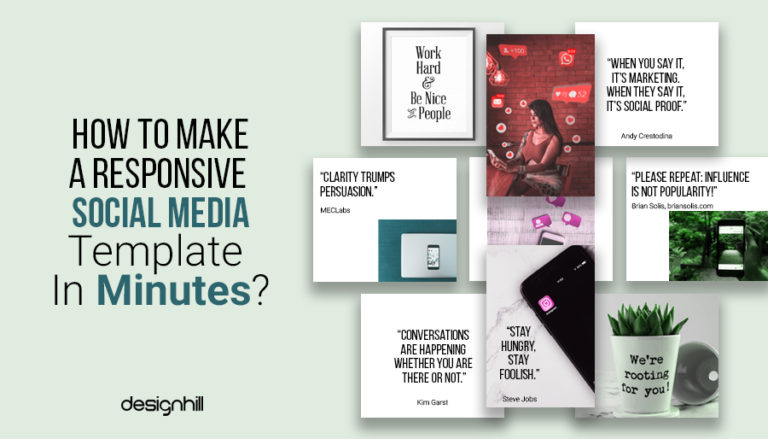 HOW TO MAKE
A RESPONSIVE
SOCIAL MEDIA
Template
In Minutes?
designhill
Work
Hard
&
Be Nice
to People
+100
52
“WHEN YOU SAY IT,
IT’S MARKETING.
WHEN THEY SAY IT,
IT’S SOCIAL PROOF.”
Andy Crestodina
“CLARITY TRUMPS
PERSUASION.”
MECLabs
“PLEASE REPEAT: INFLUENCE
IS NOT POPULARITY!”
Brian Solis, briansolis.com
“CONVERSATIONS
ARE HAPPENING
WHETHER YOU ARE
THERE OR NOT.”
Kim Garst
“STAY
HUNGRY,
STAY
FOOLISH.”
Steve Jobs
We're
rooting
for you!